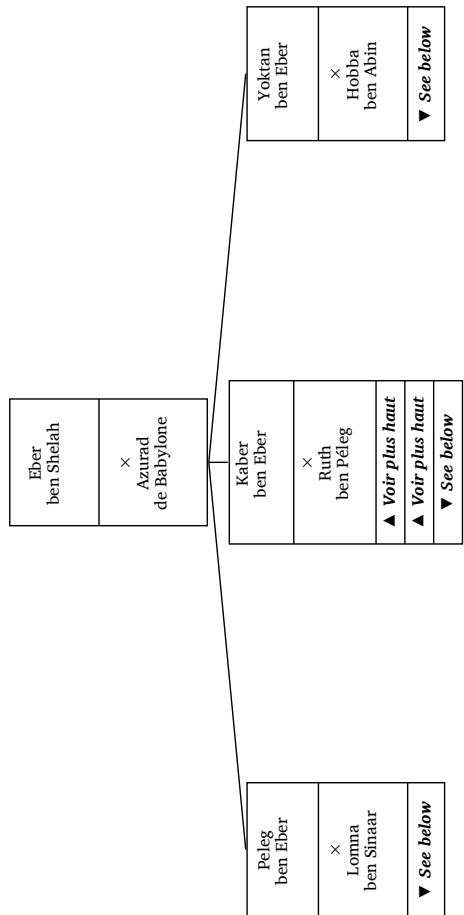 Eber
ben Shelah
×
Azurad
de Babylone
Peleg
ben Eber
×
Lomna
ben Sinaar
▼ See below
Kaber
ben Eber
×
Ruth
ben Péleg
▲ Voir plus haut
▲ Voir plus haut
▼ See below
Yoktan
ben Eber
×
Hobba
ben Abin
▼ See below